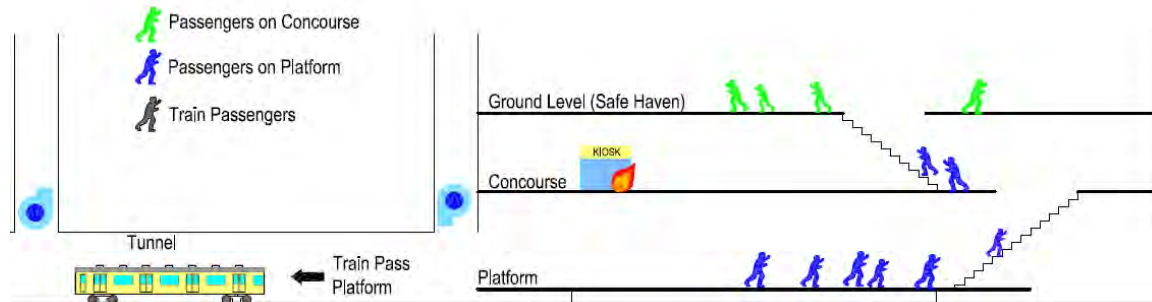 Passengers on Concourse
Passengers on Platform
Train Passengers
Ground Level (Safe Haven)
KIOSK
Concourse
Tunnel
Train Pass
Platform
Platform